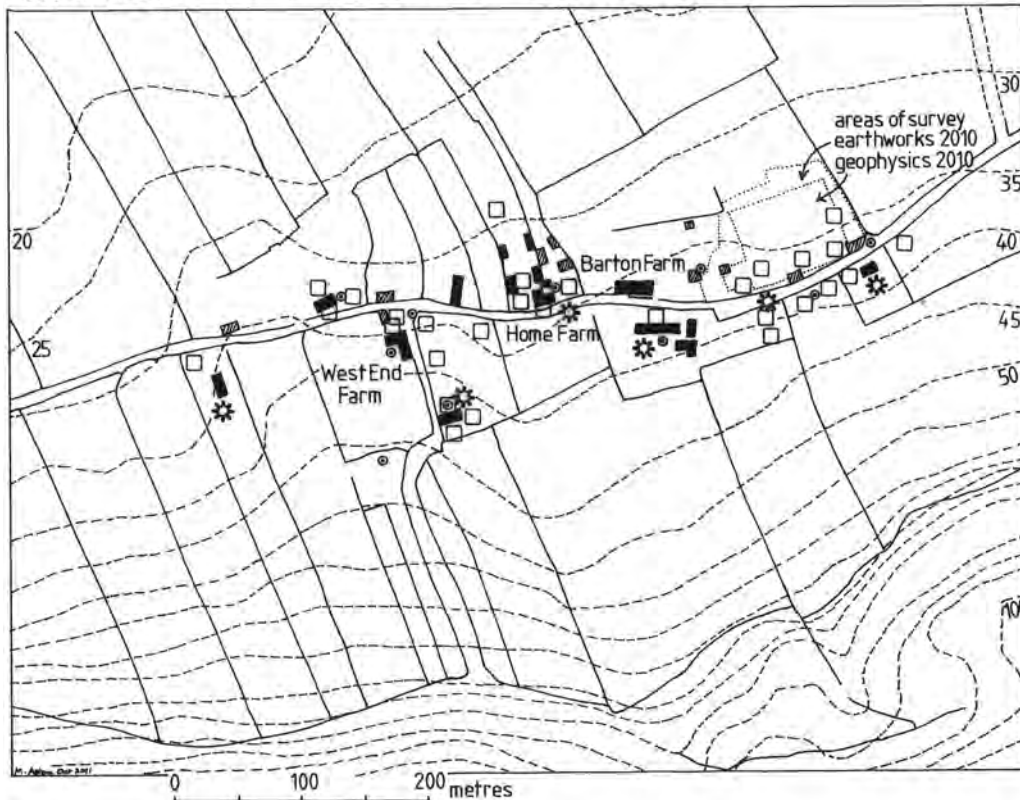 30
areas of survey
earthworks 2010
geophysics 2010
35
20
40
Barton Farm
45
Home Farm
25
50
West End
Farm
0 100 200 metres